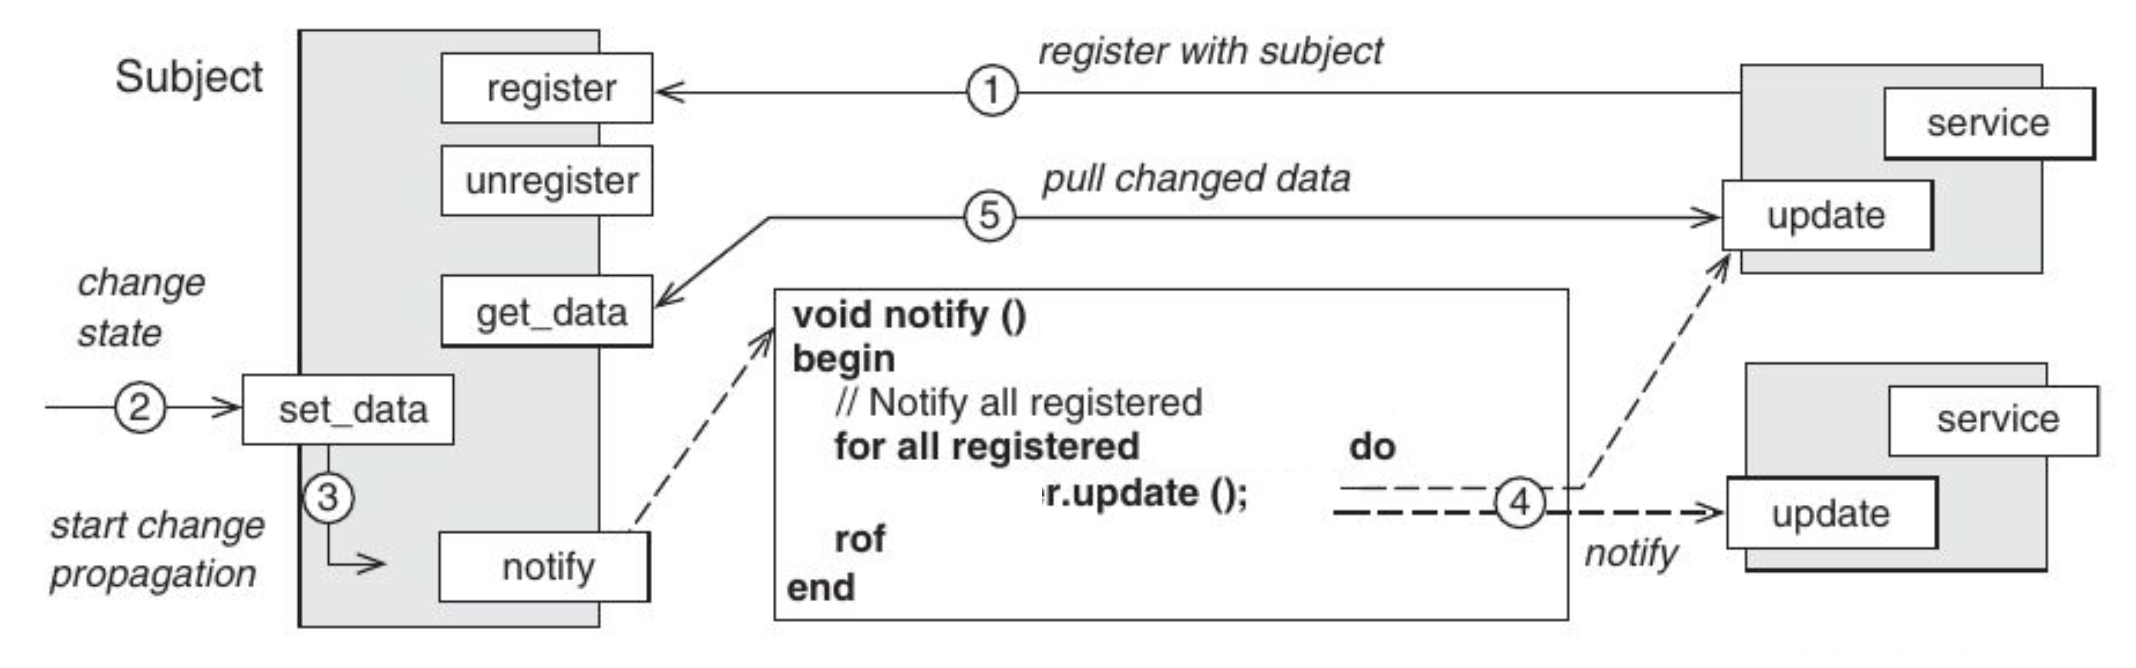 Subject
register
unregister
get_data
change
state
2
set_data
3
start change
propagation
notify
register with subject
1
pull changed data
5
void notify ()
begin
// Notify all registered
for all registered do
r.update ();
rof
end
4
notify
service
update
service
update